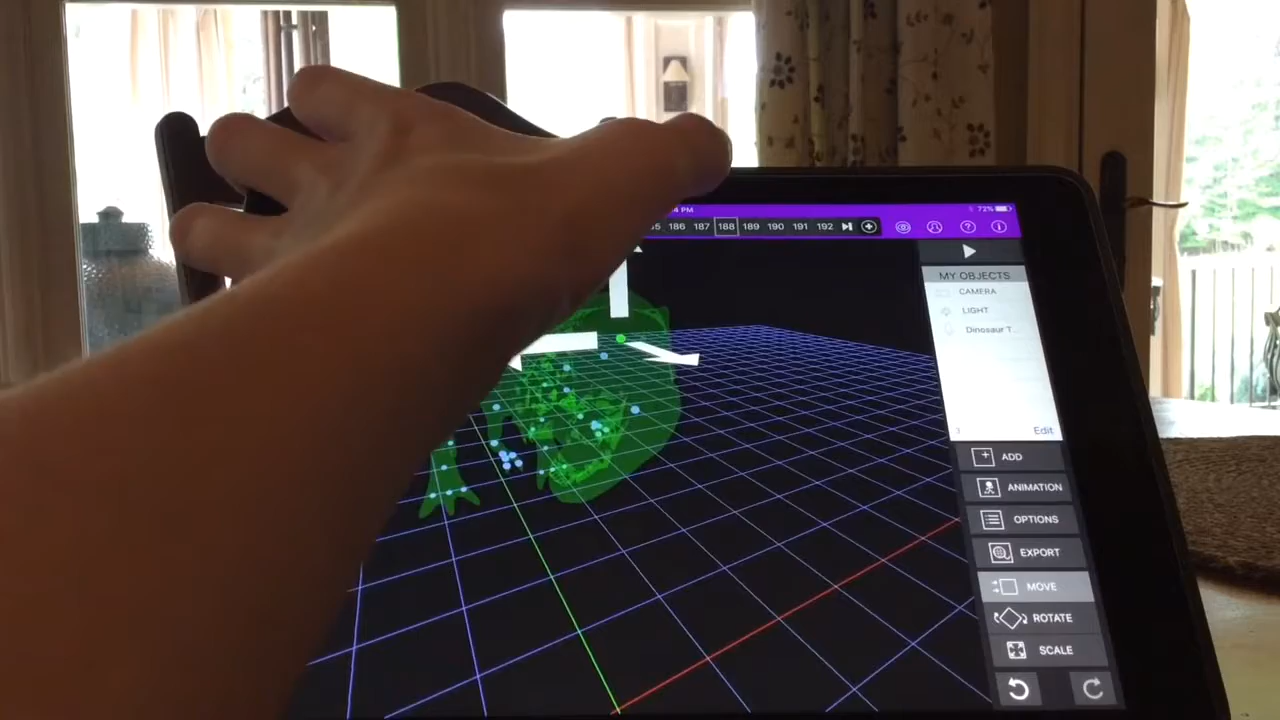 4 PM
72%
186 187 188 189 190 191 192
MY OBJECTS
CAMERA
LIGHT
Dinosaur T...
3
Edit
ADD
ANIMATION
OPTIONS
EXPORT
MOVE
ROTATE
SCALE